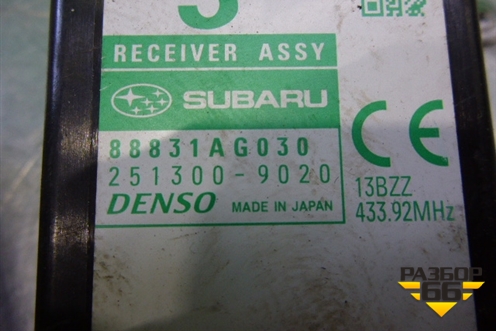 RECEIVER ASSY
SUBARU
88831AG030
251300-9020
DENSO MADE IN JAPAN
CE
13BZZ
433.92MHz
РАЗБОР
66